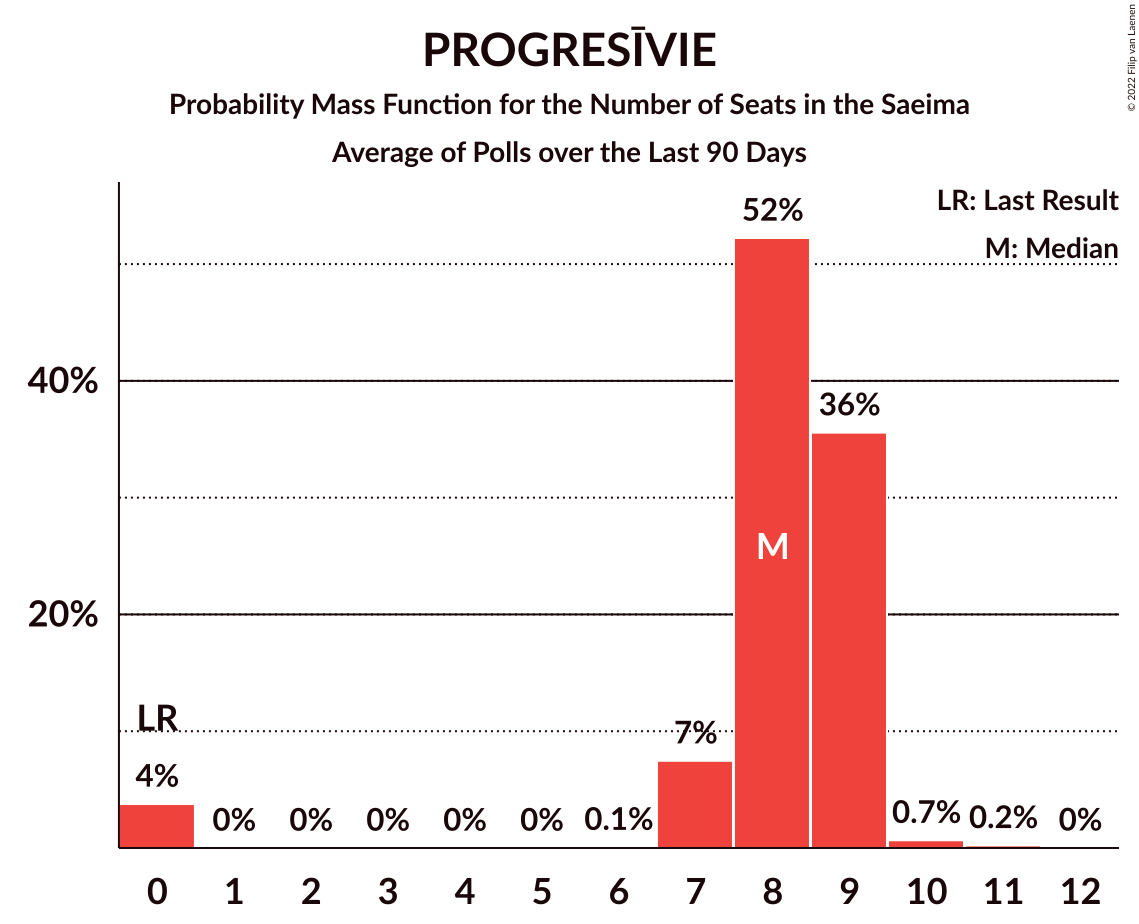 PROGRESĪVIE
Probability Mass Function for the Number of Seats in the Saeima
Average of Polls over the Last 90 Days
© 2022 Filip van Laenen
LR: Last Result
M: Median
52%
40%
36%
M
20%
LR
7%
4%
0% 0% 0% 0% 0% 0.1% 0.7% 0.2% 0%
0 1 2 3 4 5 6 7 8 9 10 11 12